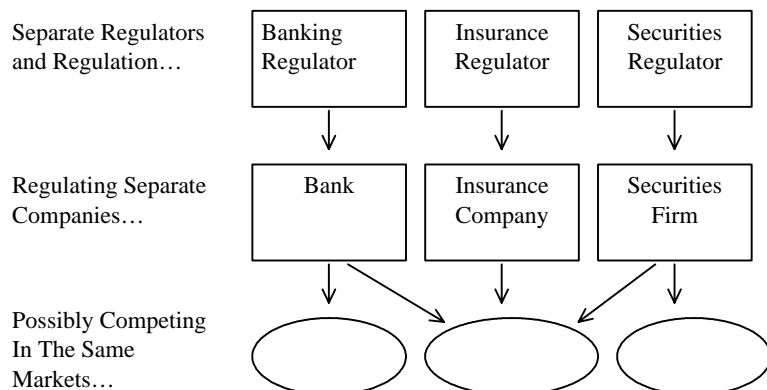 Separate Regulators
and Regulation…
Banking
Regulator
Insurance
Regulator
Securities
Regulator
Regulating Separate
Companies…
Bank
Insurance
Company
Securities
Firm
Possibly Competing
In The Same
Markets…